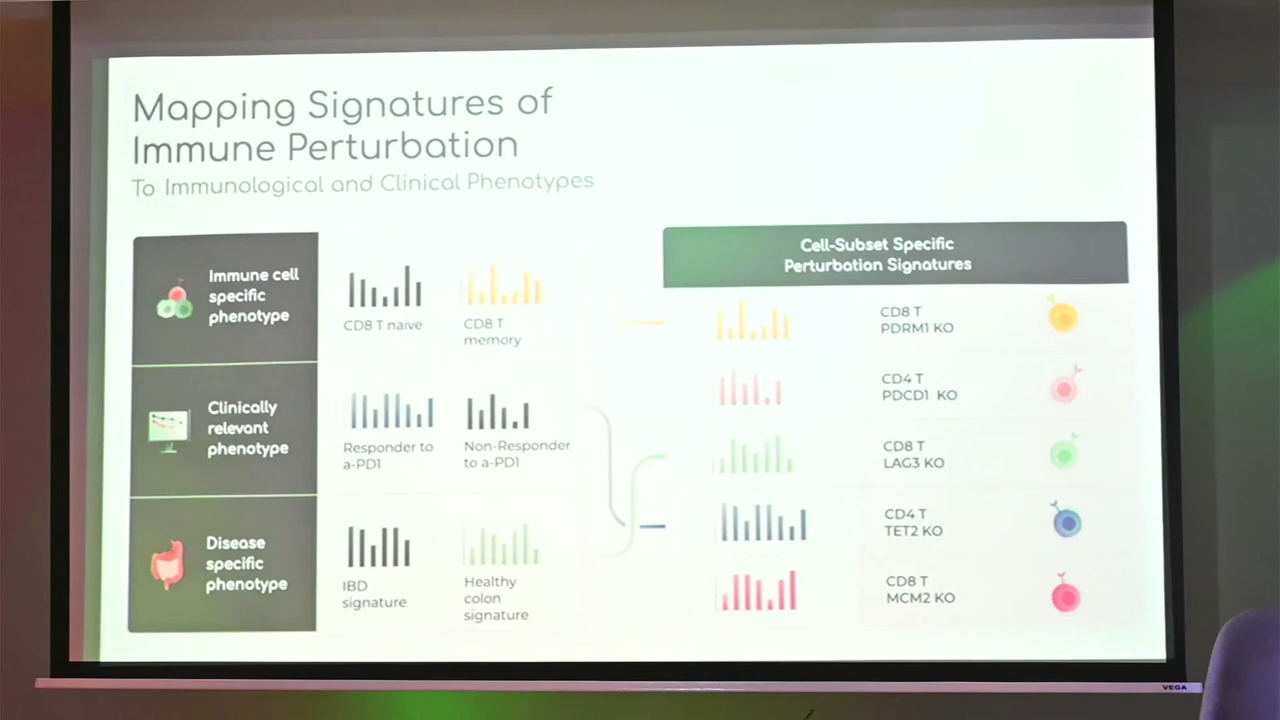 Mapping Signatures of
Immune Perturbation
To Immunological and Clinical Phenotypes
Immune cell
specific
phenotype
CD8 T naive
CD8 T
memory
Clinically
relevant
phenotype
Responder to
a-PD1
Non-Responder
to a-PD1
Disease
specific
phenotype
IBD
signature
Healthy
colon
signature
Cell-Subset Specific
Perturbation Signatures
CD8 T
PDRM1 KO
CD4 T
PDCD1 KO
CD8 T
LAG3 KO
CD4 T
TET2 KO
CD8 T
MCM2 KO
VEGA